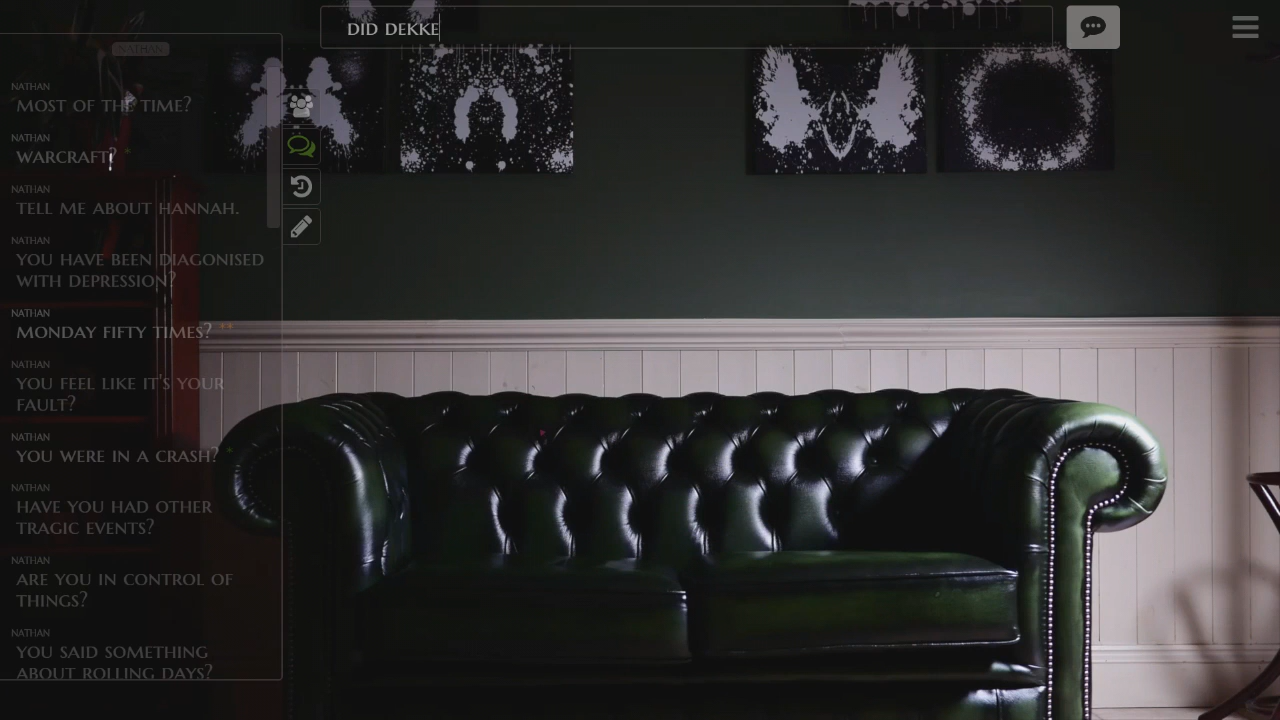 DID DEKKE
NATHAN
NATHAN
MOST OF THE TIME?
NATHAN
WARCRAFT?
NATHAN
TELL ME ABOUT HANNAH.
NATHAN
YOU HAVE BEEN DIAGONISED
WITH DEPRESSION?
NATHAN
MONDAY FIFTY TIMES? **
NATHAN
YOU FEEL LIKE IT'S YOUR
FAULT?
NATHAN
YOU WERE IN A CRASH? *
NATHAN
HAVE YOU HAD OTHER
TRAGIC EVENTS?
NATHAN
ARE YOU IN CONTROL OF
THINGS?
NATHAN
YOU SAID SOMETHING
ABOUT ROLLING DAYS?